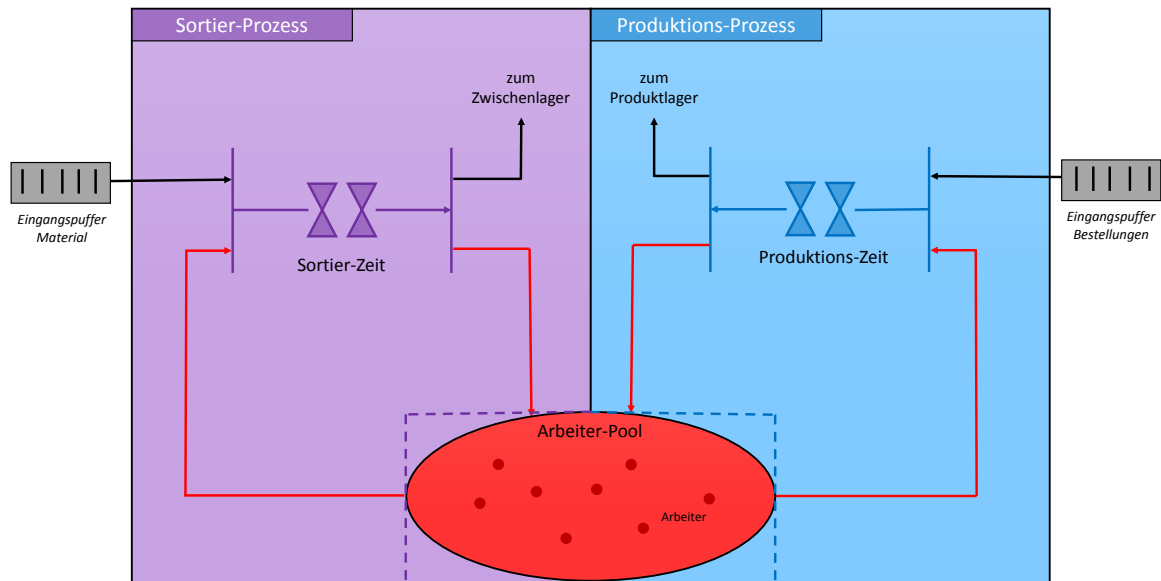 Sortier-Prozess
Produktions-Prozess
zum
Zwischenlager
zum
Produktlager
Eingangspuffer
Material
Sortier-Zeit
Produktions-Zeit
Eingangspuffer
Bestellungen
Arbeiter-Pool
Arbeiter